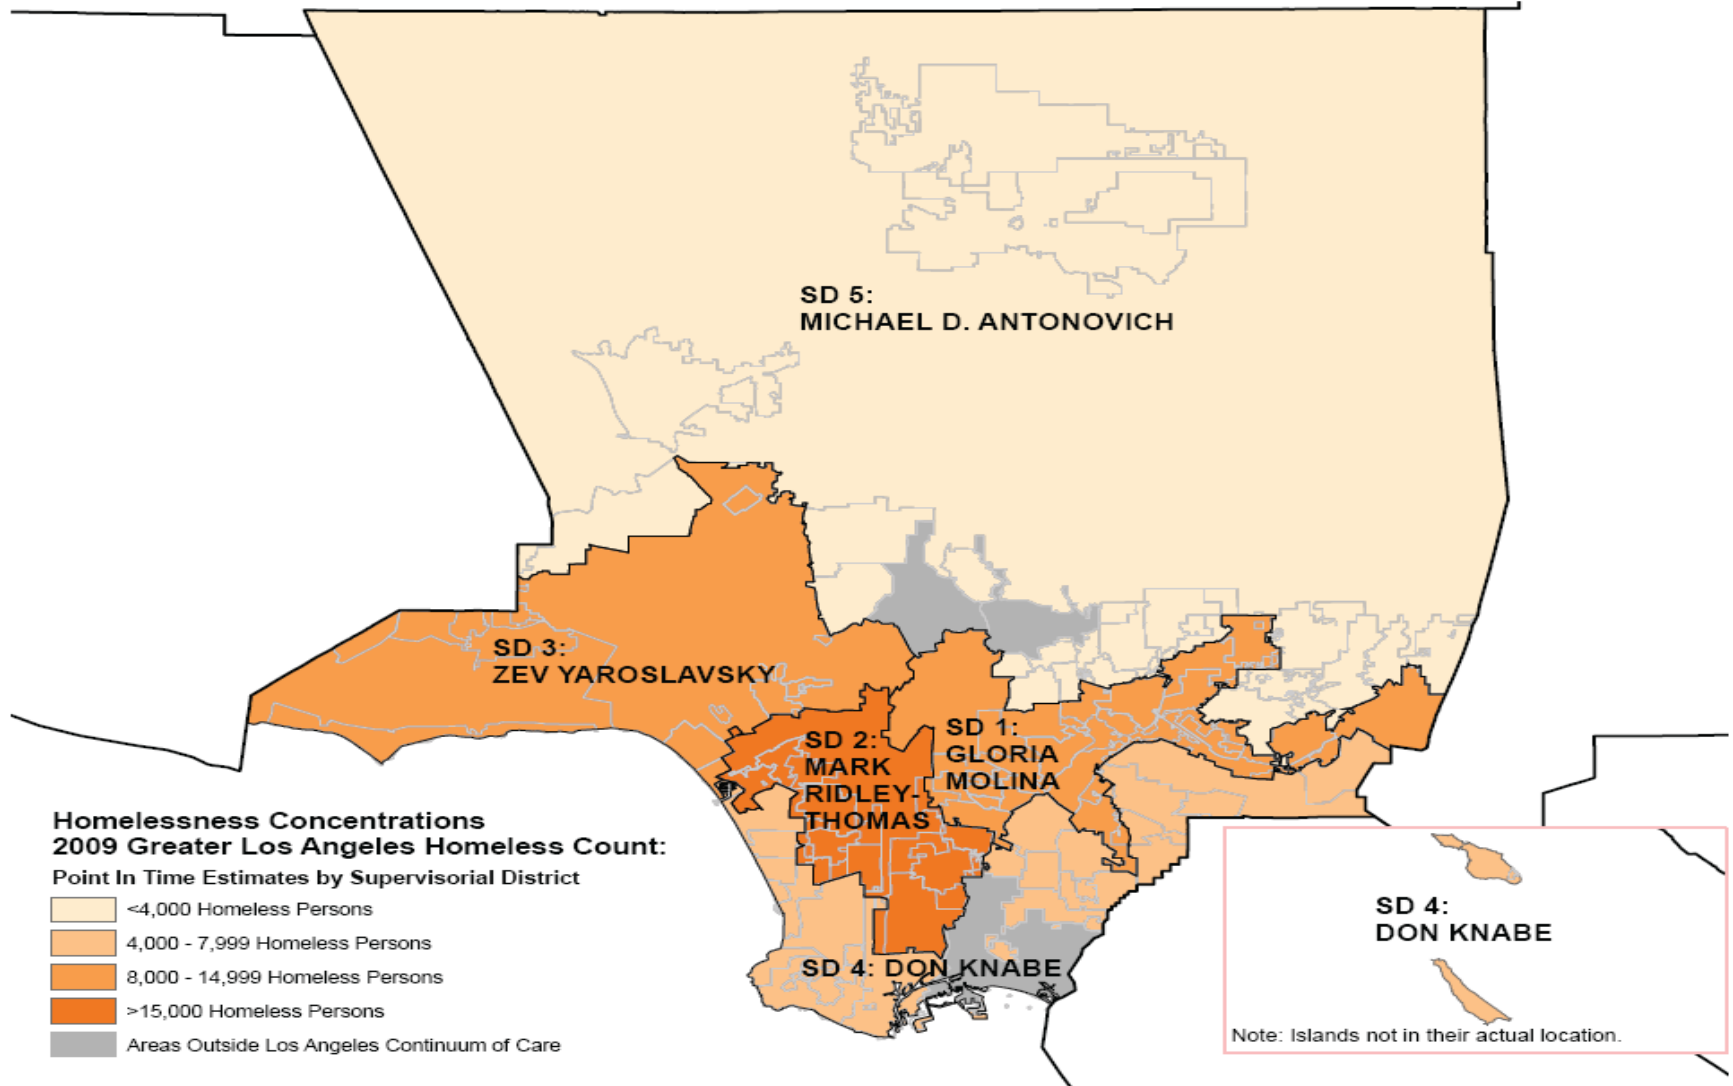 SD 5:
MICHAEL D. ANTONOVICH
SD 3:
ZEV YAROSLAVSKY
SD 2:
MARK
RIDLEY-
THOMAS
SD 1:
GLORIA
MOLINA
SD 4: DON KNABE
Homelessness Concentrations
2009 Greater Los Angeles Homeless Count:
Point In Time Estimates by Supervisorial District
<4,000 Homeless Persons
4,000 - 7,999 Homeless Persons
8,000 - 14,999 Homeless Persons
>15,000 Homeless Persons
Areas Outside Los Angeles Continuum of Care
SD 4:
DON KNABE
Note: Islands not in their actual location.